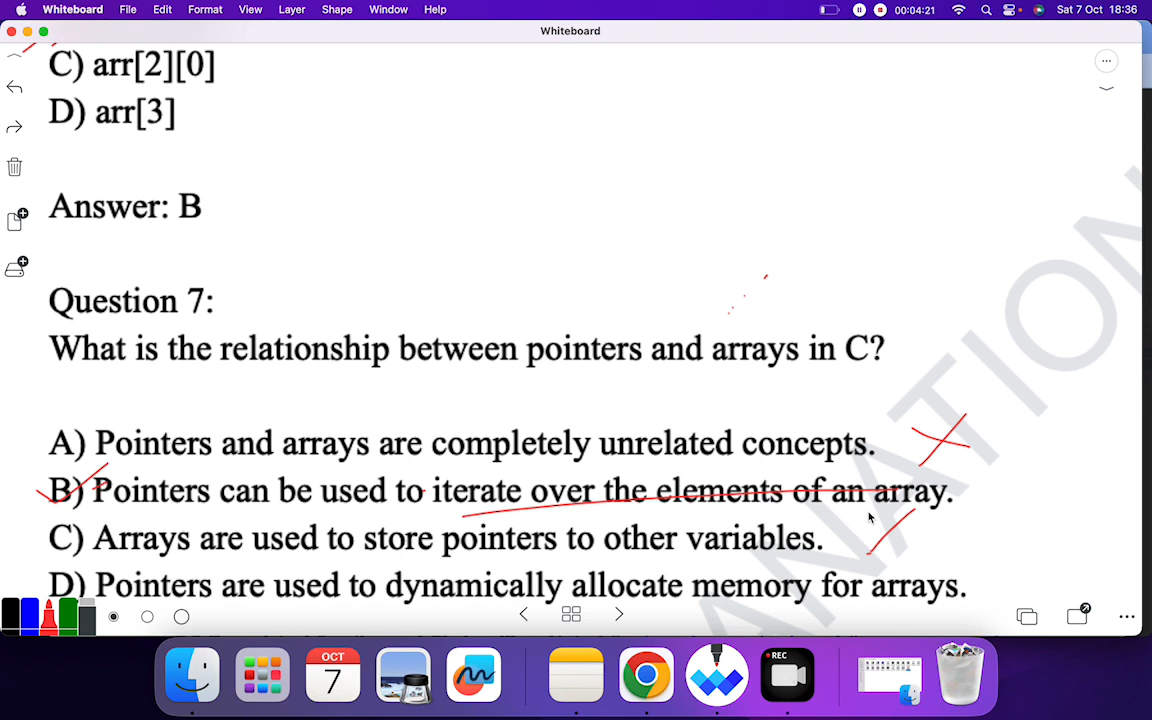 Whiteboard File Edit Format View Layer Shape Window Help 00:04:21 Sat 7 Oct 18:36
Whiteboard
C) arr[2][0]
D) arr[3]
Answer: B
Question 7:
What is the relationship between pointers and arrays in C?
A) Pointers and arrays are completely unrelated concepts.
B) Pointers can be used to iterate over the elements of an array.
C) Arrays are used to store pointers to other variables.
D) Pointers are used to dynamically allocate memory for arrays.
NATION
OCT
7
REC